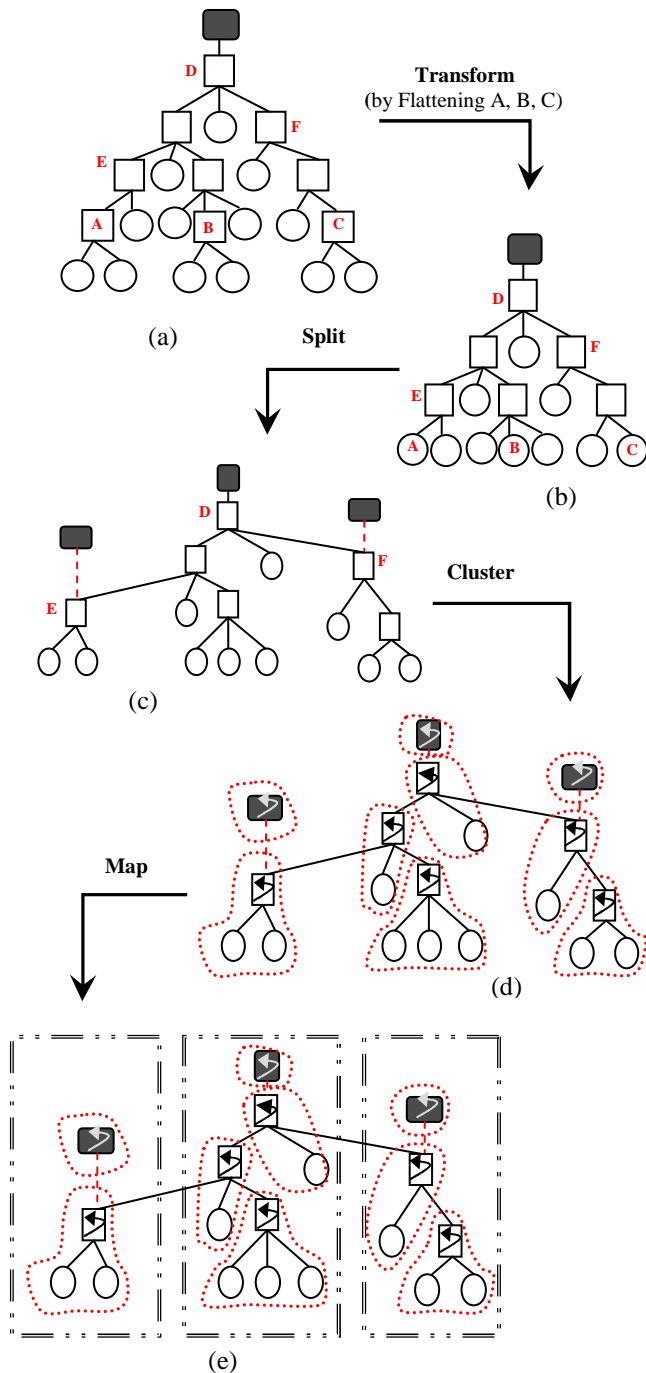 D
Transform
(by Flattening A, B, C)
F
E
A
B
C
(a)
D
Split
F
E
A
B
C
(b)
D
F
Cluster
E
(c)
Map
(d)
(e)